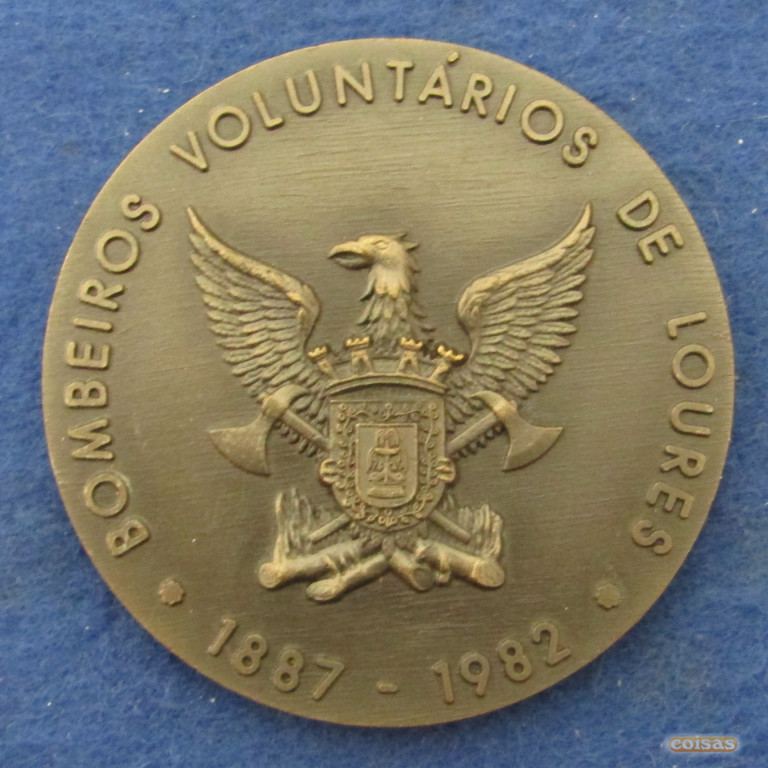 BOMBEIROS VOLUNTÁRIOS DE LOURES
1887 - 1982
coisas